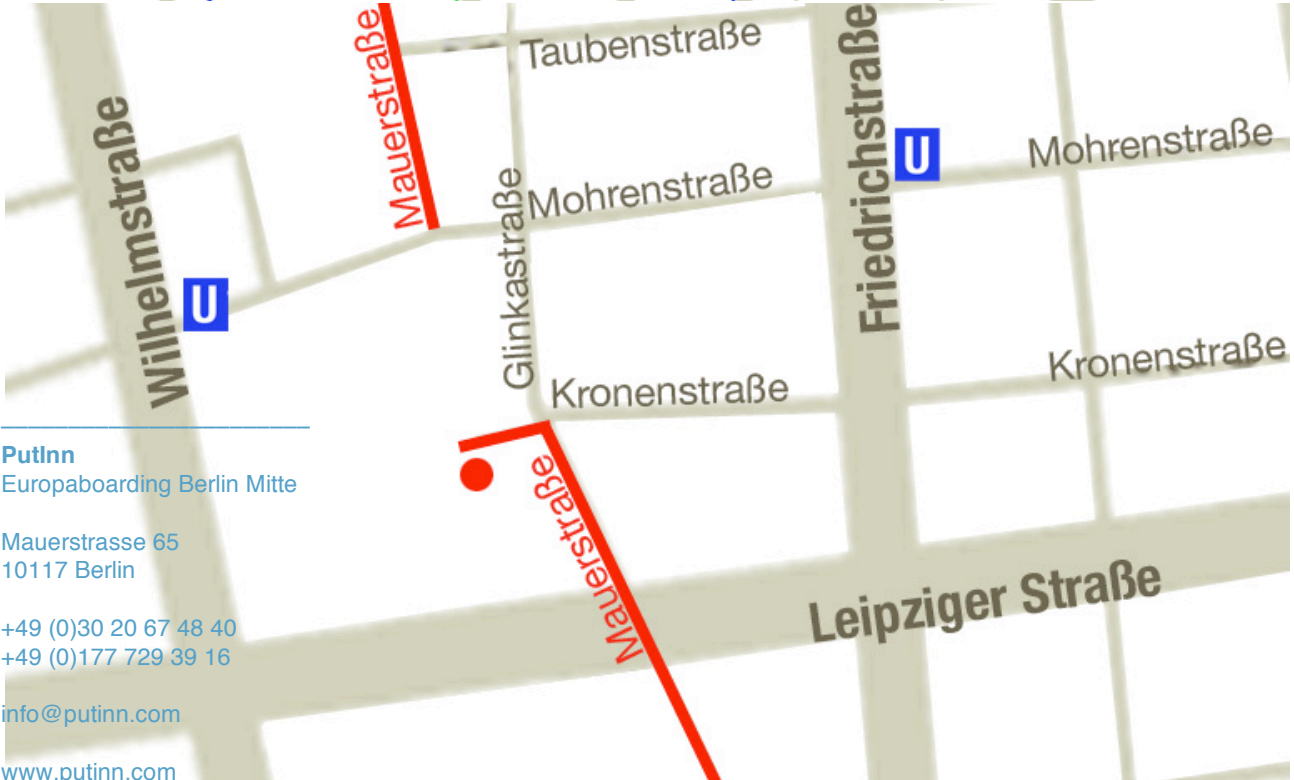 Mauerstraße
Taubenstraße
Friedrichstraße
Wilhelmstraße
U
Mohrenstraße
Glinkastraße
Mohrenstraße
U
Kronenstraße
Kronenstraße
Mauerstraße
Leipziger Straße
PutInn
Europaboarding Berlin Mitte
Mauerstrasse 65
10117 Berlin
+49 (0)30 20 67 48 40
+49 (0)177 729 39 16
info@putinn.com
www.putinn.com